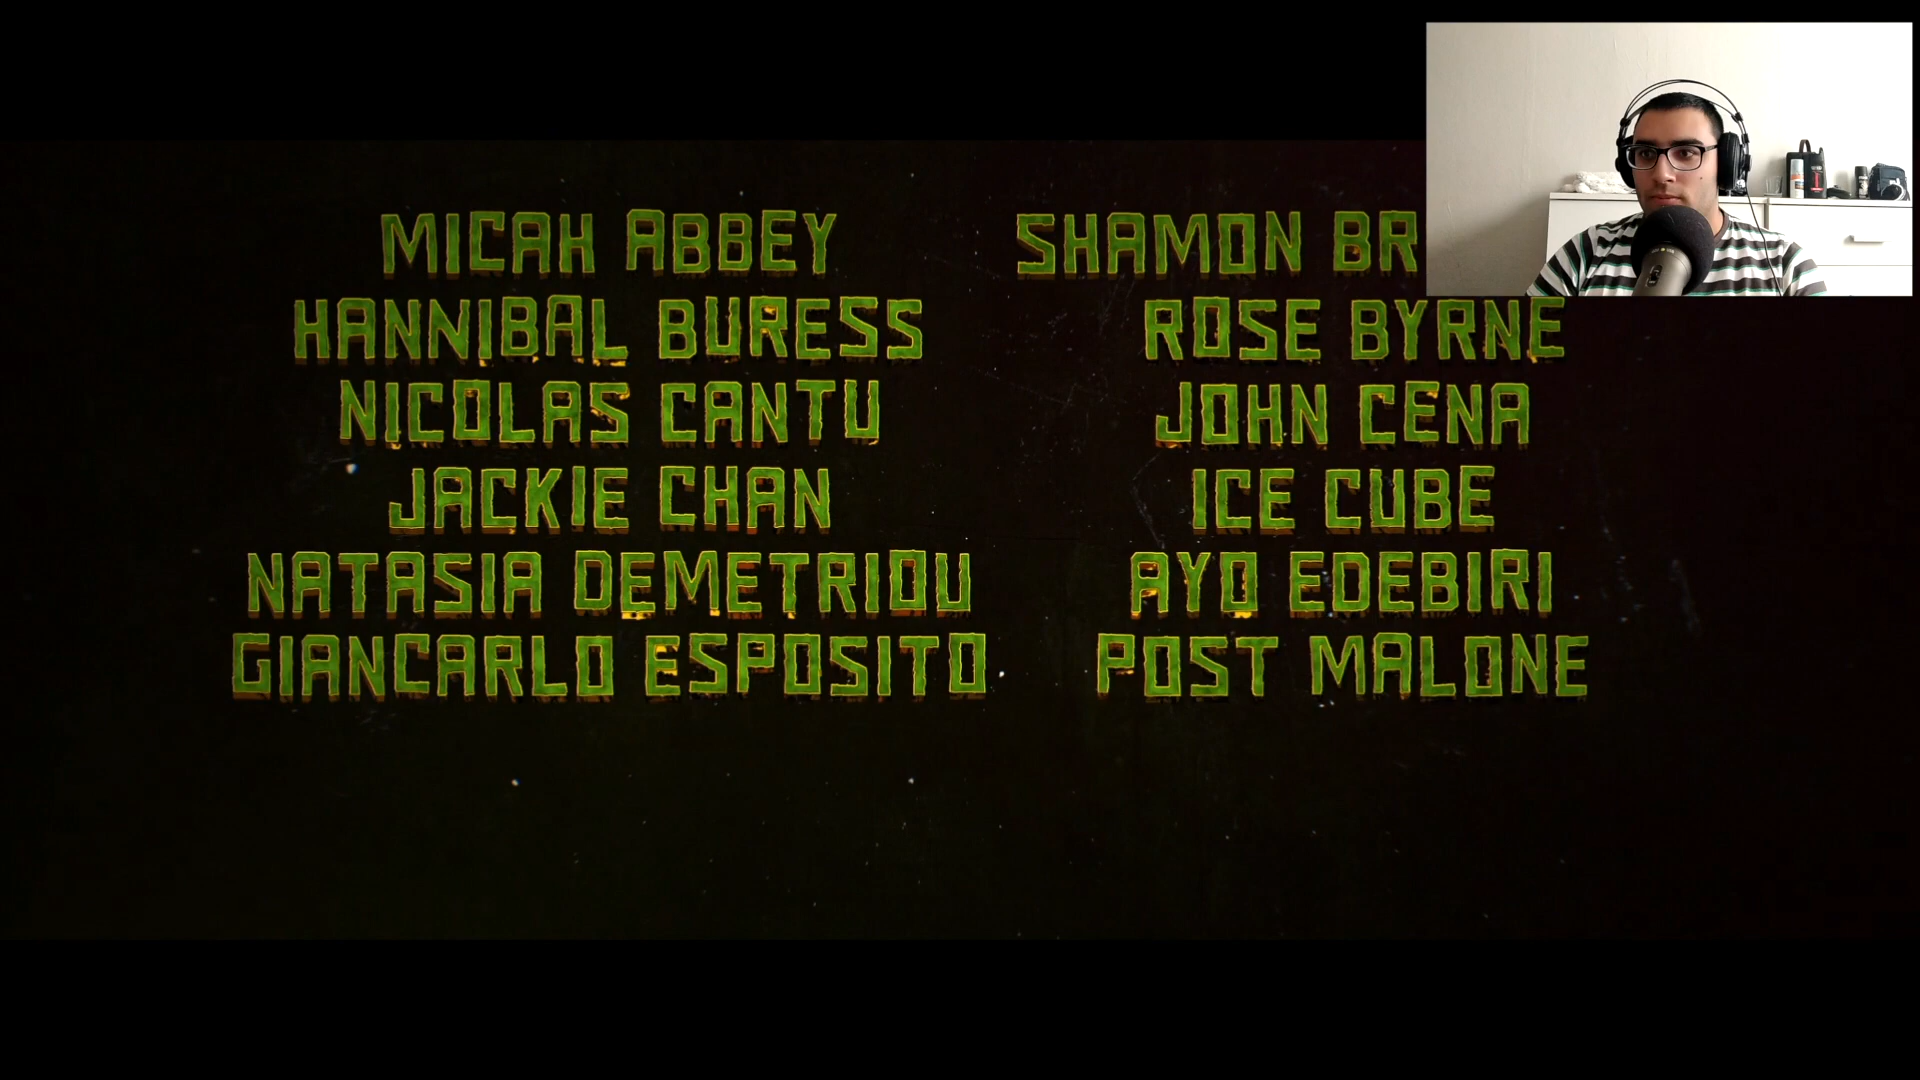 MICAH ABBEY SHAMON
HANNIBAL BURESS ROSE BYRNE
NICOLAS CANTU JOHN CENA
JACKIE CHAN ICE CUBE
NATASIA DEMETRIOU AYO EDEBIRI
GIANCARLO ESPOSITO POST MALONE